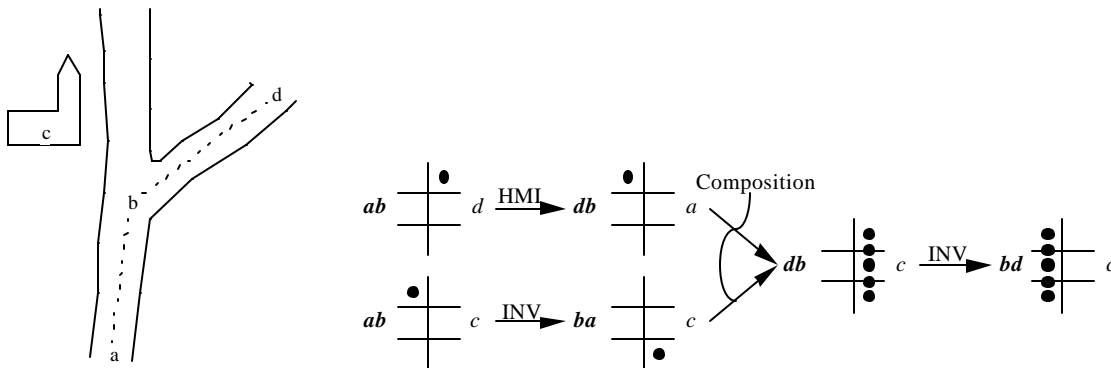 c
d
b
a
ab d HMI db a
Composition
ab c INV ba c
db c INV bd c